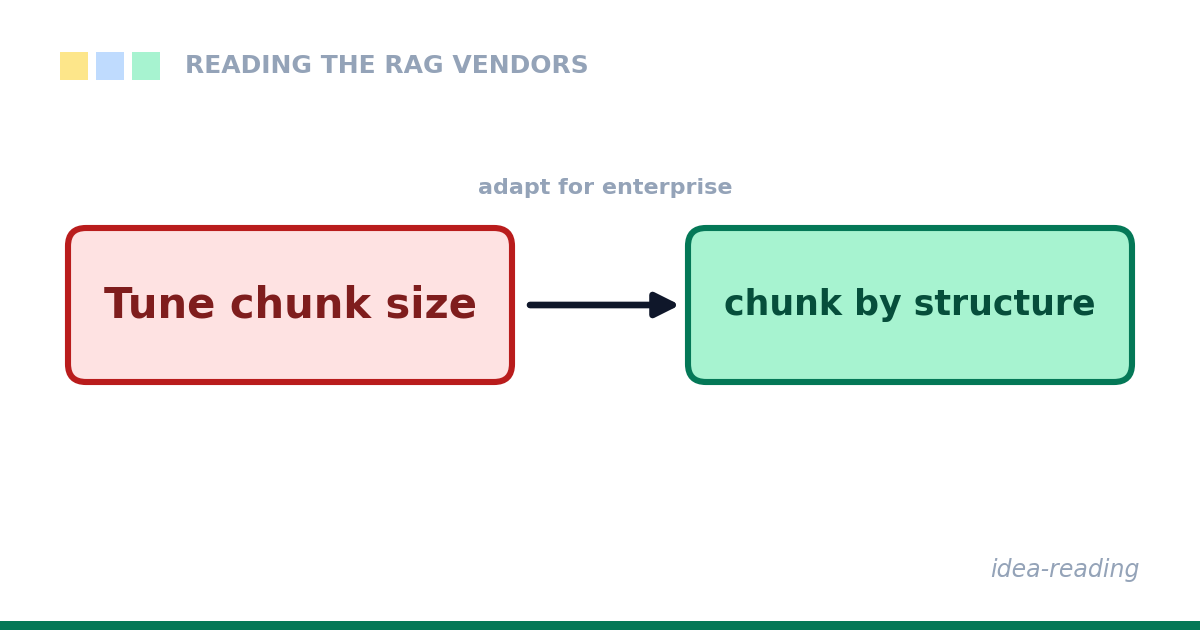 READING THE RAG VENDORS
adapt for enterprise
Tune chunk size
chunk by structure
idea-reading